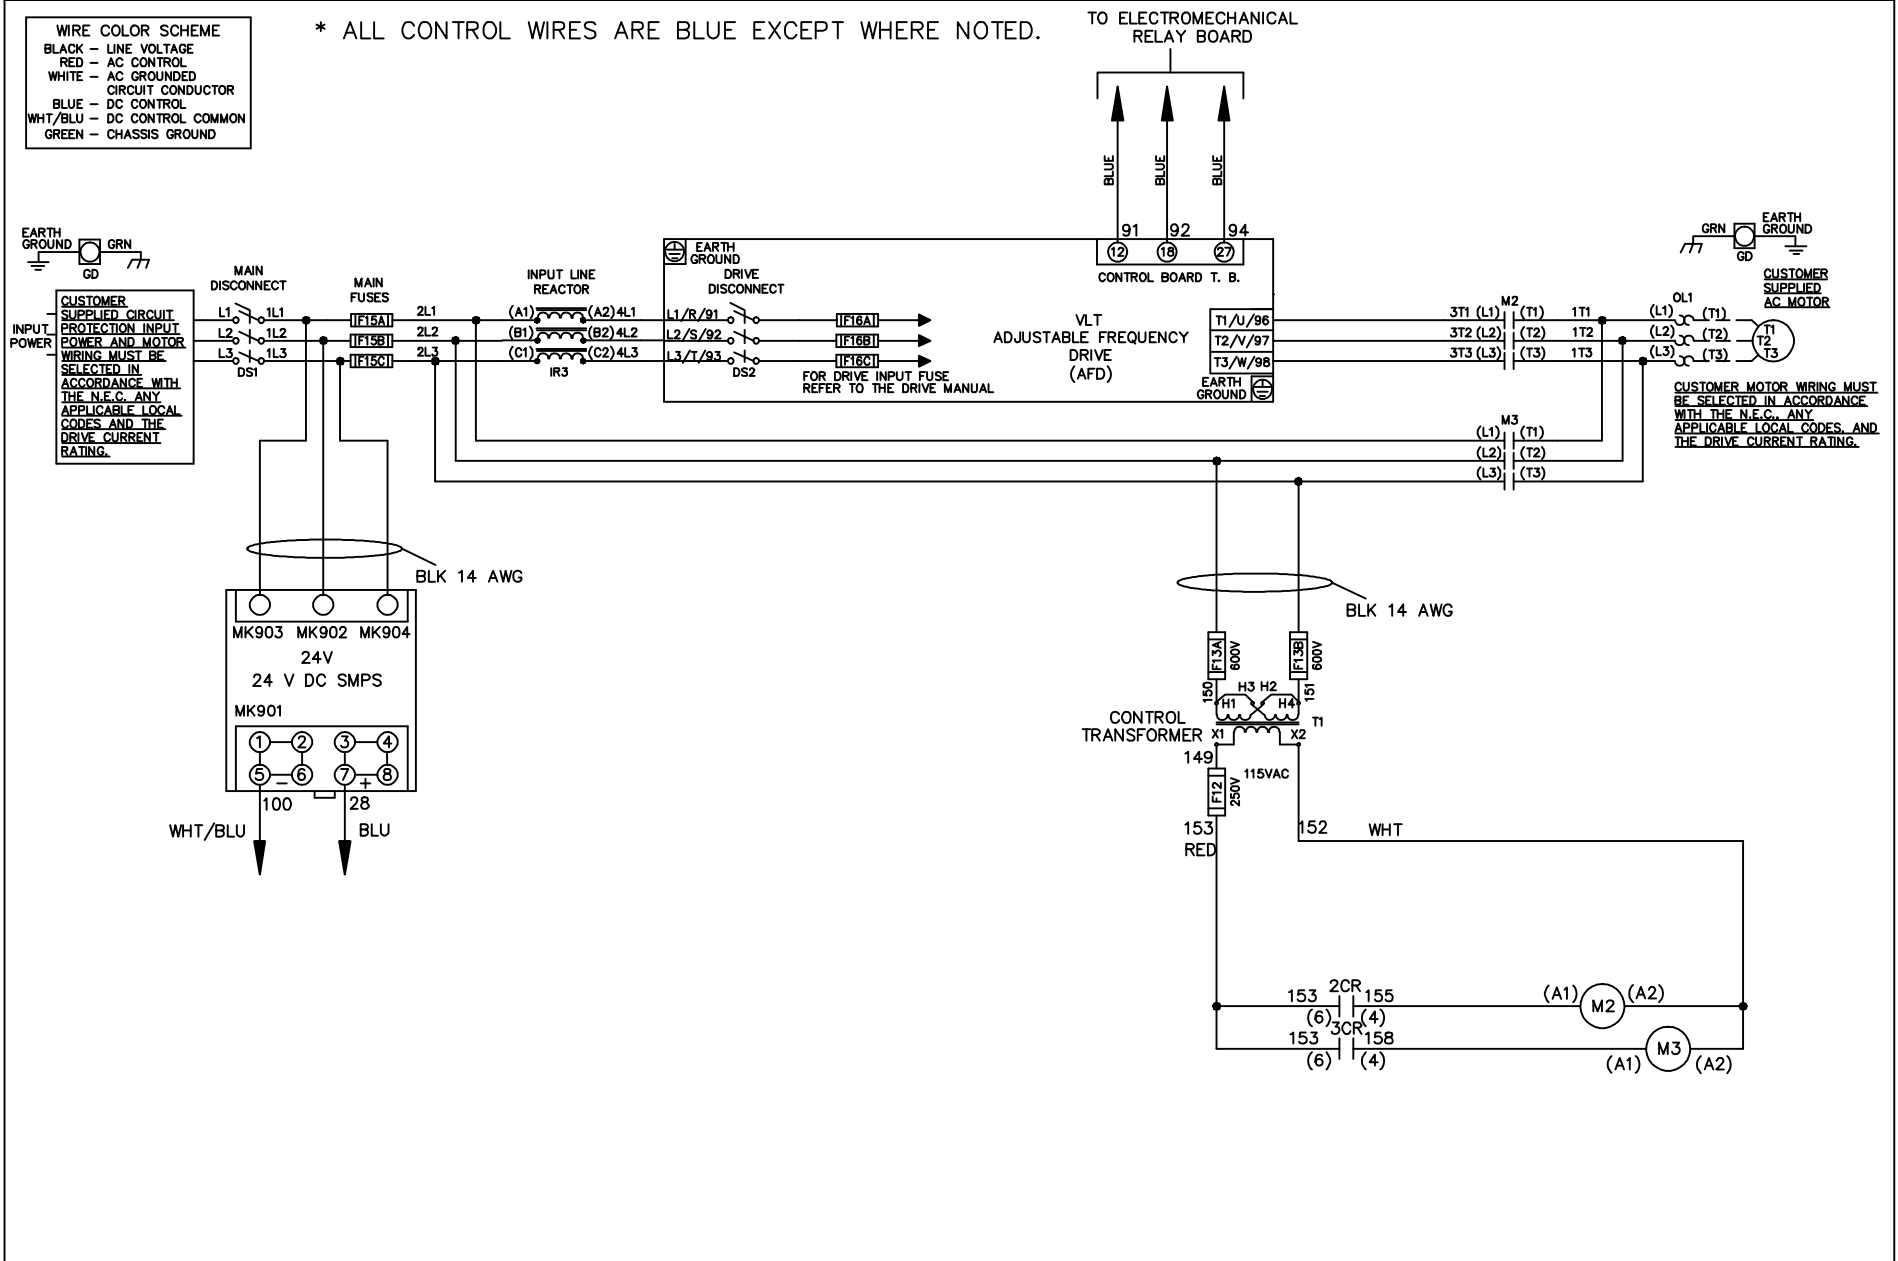 WIRE COLOR SCHEME
BLACK – LINE VOLTAGE
RED – AC CONTROL
WHITE – AC GROUNDED
CIRCUIT CONDUCTOR
BLUE – DC CONTROL
WHT/BLU – DC CONTROL COMMON
GREEN – CHASSIS GROUND
* ALL CONTROL WIRES ARE BLUE EXCEPT WHERE NOTED.
TO ELECTROMECHANICAL
RELAY BOARD
BLUE
BLUE
BLUE
91 92 94
12 18 27
CONTROL BOARD T. B.
EARTH
GROUND
GRN
GD
CUSTOMER
SUPPLIED CIRCUIT
PROTECTION INPUT
POWER AND MOTOR
WIRING MUST BE
SELECTED IN
ACCORDANCE WITH
THE N.E.C. ANY
APPLICABLE LOCAL
CODES AND THE
DRIVE CURRENT
RATING.
INPUT
POWER
MAIN
DISCONNECT
L1 1L1
L2 1L2
L3 1L3
DS1
MAIN
FUSES
F15A
F15B
F15C
2L1
2L2
2L3
INPUT LINE
REACTOR
(A1) (A2) 4L1
(B1) (B2) 4L2
(C1) (C2) 4L3
IR3
EARTH
GROUND
DRIVE
DISCONNECT
L1/R/91
L2/S/92
L3/T/93
DS2
F16A
F16B
F16C
FOR DRIVE INPUT FUSE
REFER TO THE DRIVE MANUAL
VLT
ADJUSTABLE FREQUENCY
DRIVE
(AFD)
T1/U/96
T2/V/97
T3/W/98
EARTH
GROUND
M2
3T1 (L1) (T1) 1T1
3T2 (L2) (T2) 1T2
3T3 (L3) (T3) 1T3
M3
(L1) (T1)
(L2) (T2)
(L3) (T3)
OL1
(L1) (T1)
(L2) (T2)
(L3) (T3)
T1
T2
T3
GRN
GD
EARTH
GROUND
CUSTOMER
SUPPLIED
AC MOTOR
CUSTOMER MOTOR WIRING MUST
BE SELECTED IN ACCORDANCE
WITH THE N.E.C., ANY
APPLICABLE LOCAL CODES, AND
THE DRIVE CURRENT RATING.
BLK 14 AWG
MK903 MK902 MK904
24V
24 V DC SMPS
MK901
1 2 3 4
5 6 7 8
– +
100 28
WHT/BLU BLU
BLK 14 AWG
F13A 600V
F13B 600V
150 151
H3 H2
H1 H4
T1
CONTROL
TRANSFORMER
X1 X2
149
115VAC
F12 250V
153
RED
152 WHT
2CR
153 155
(6) (4)
(A1) M2 (A2)
3CR
153 158
(6) (4)
(A1) M3 (A2)